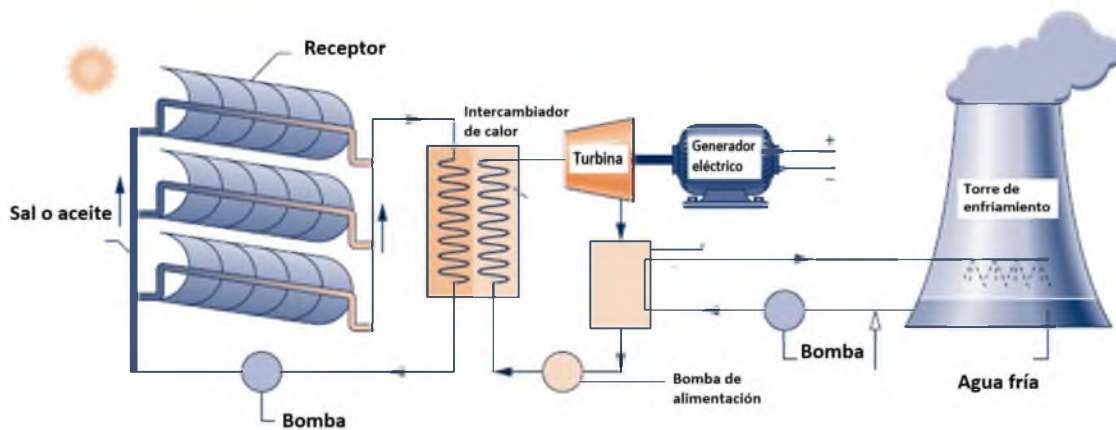 Receptor
Intercambiador
de calor
Turbina
Generador
eléctrico
+
−
Torre de
enfriamiento
Sal o aceite
Bomba
Bomba de
alimentación
Bomba
Agua fría